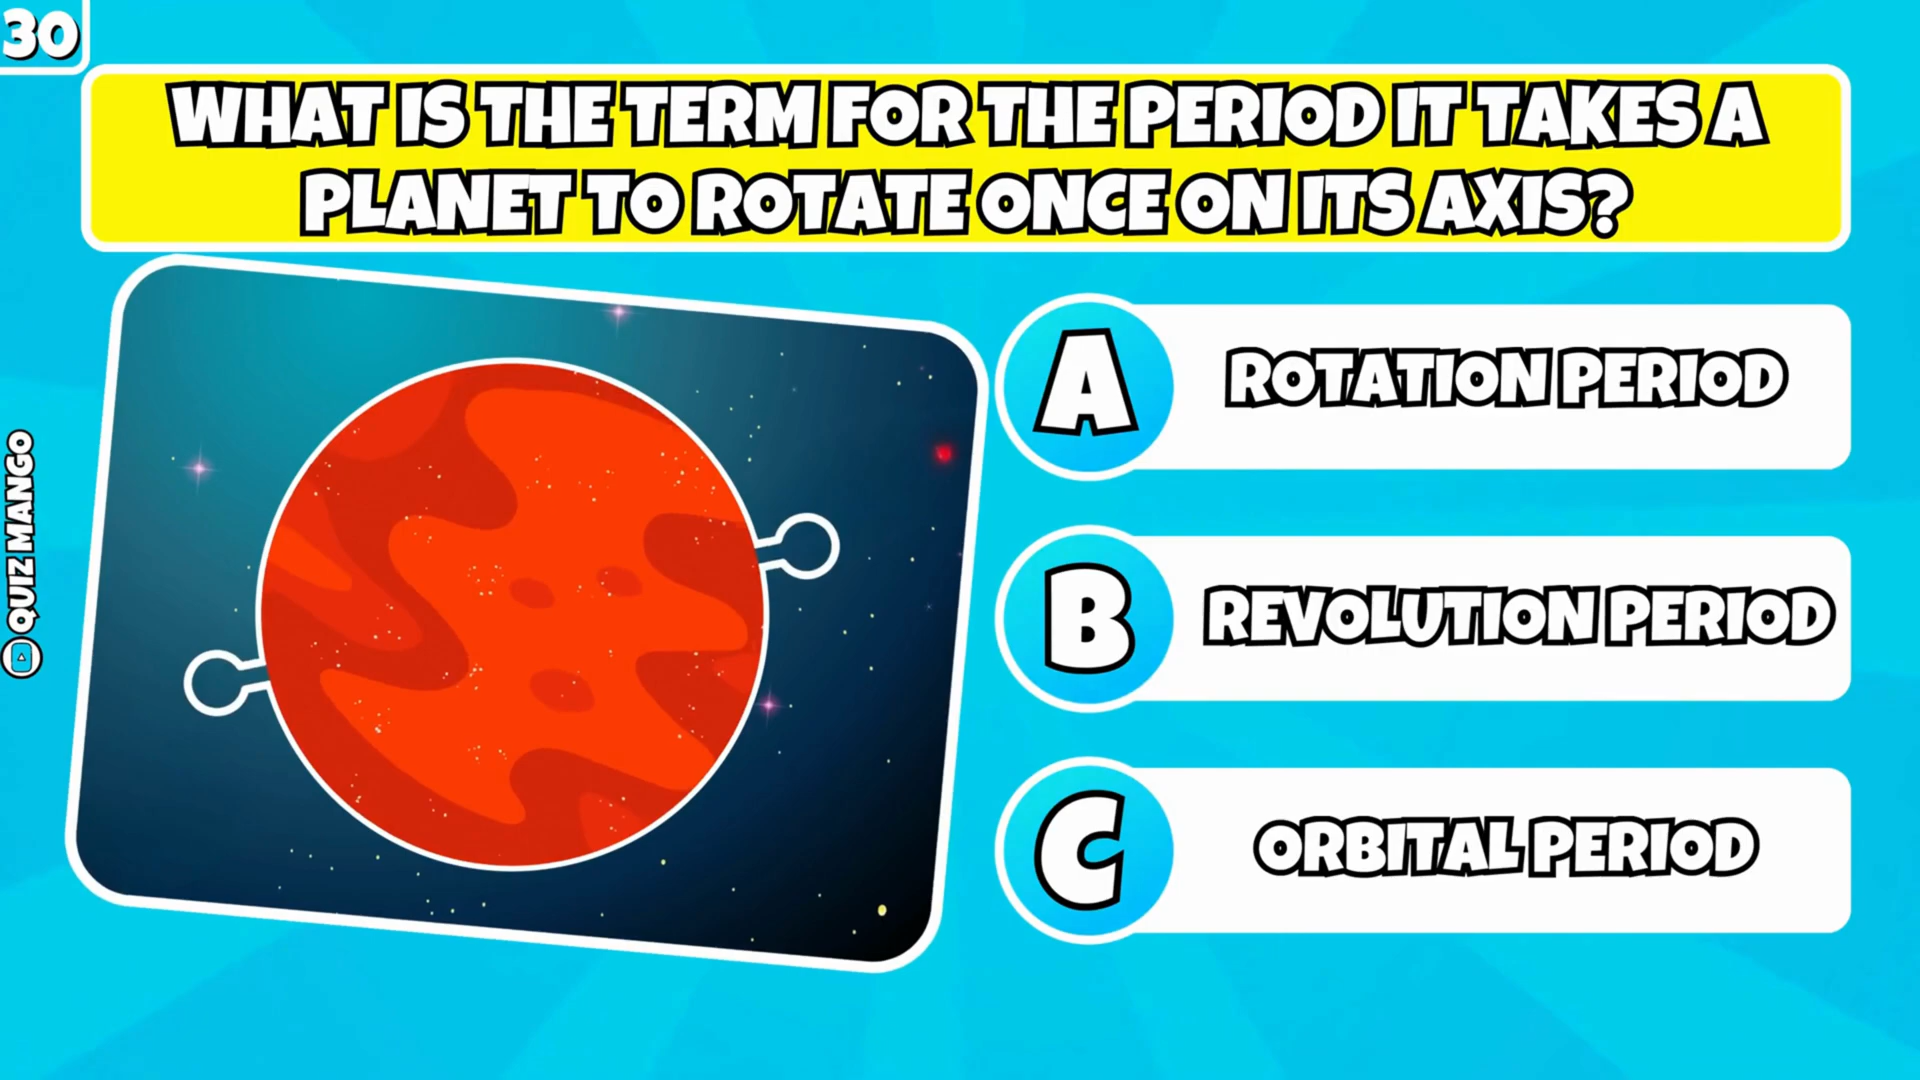 30
WHAT IS THE TERM FOR THE PERIOD IT TAKES A
PLANET TO ROTATE ONCE ON ITS AXIS?
A ROTATION PERIOD
B REVOLUTION PERIOD
C ORBITAL PERIOD
QUIZ MANGO